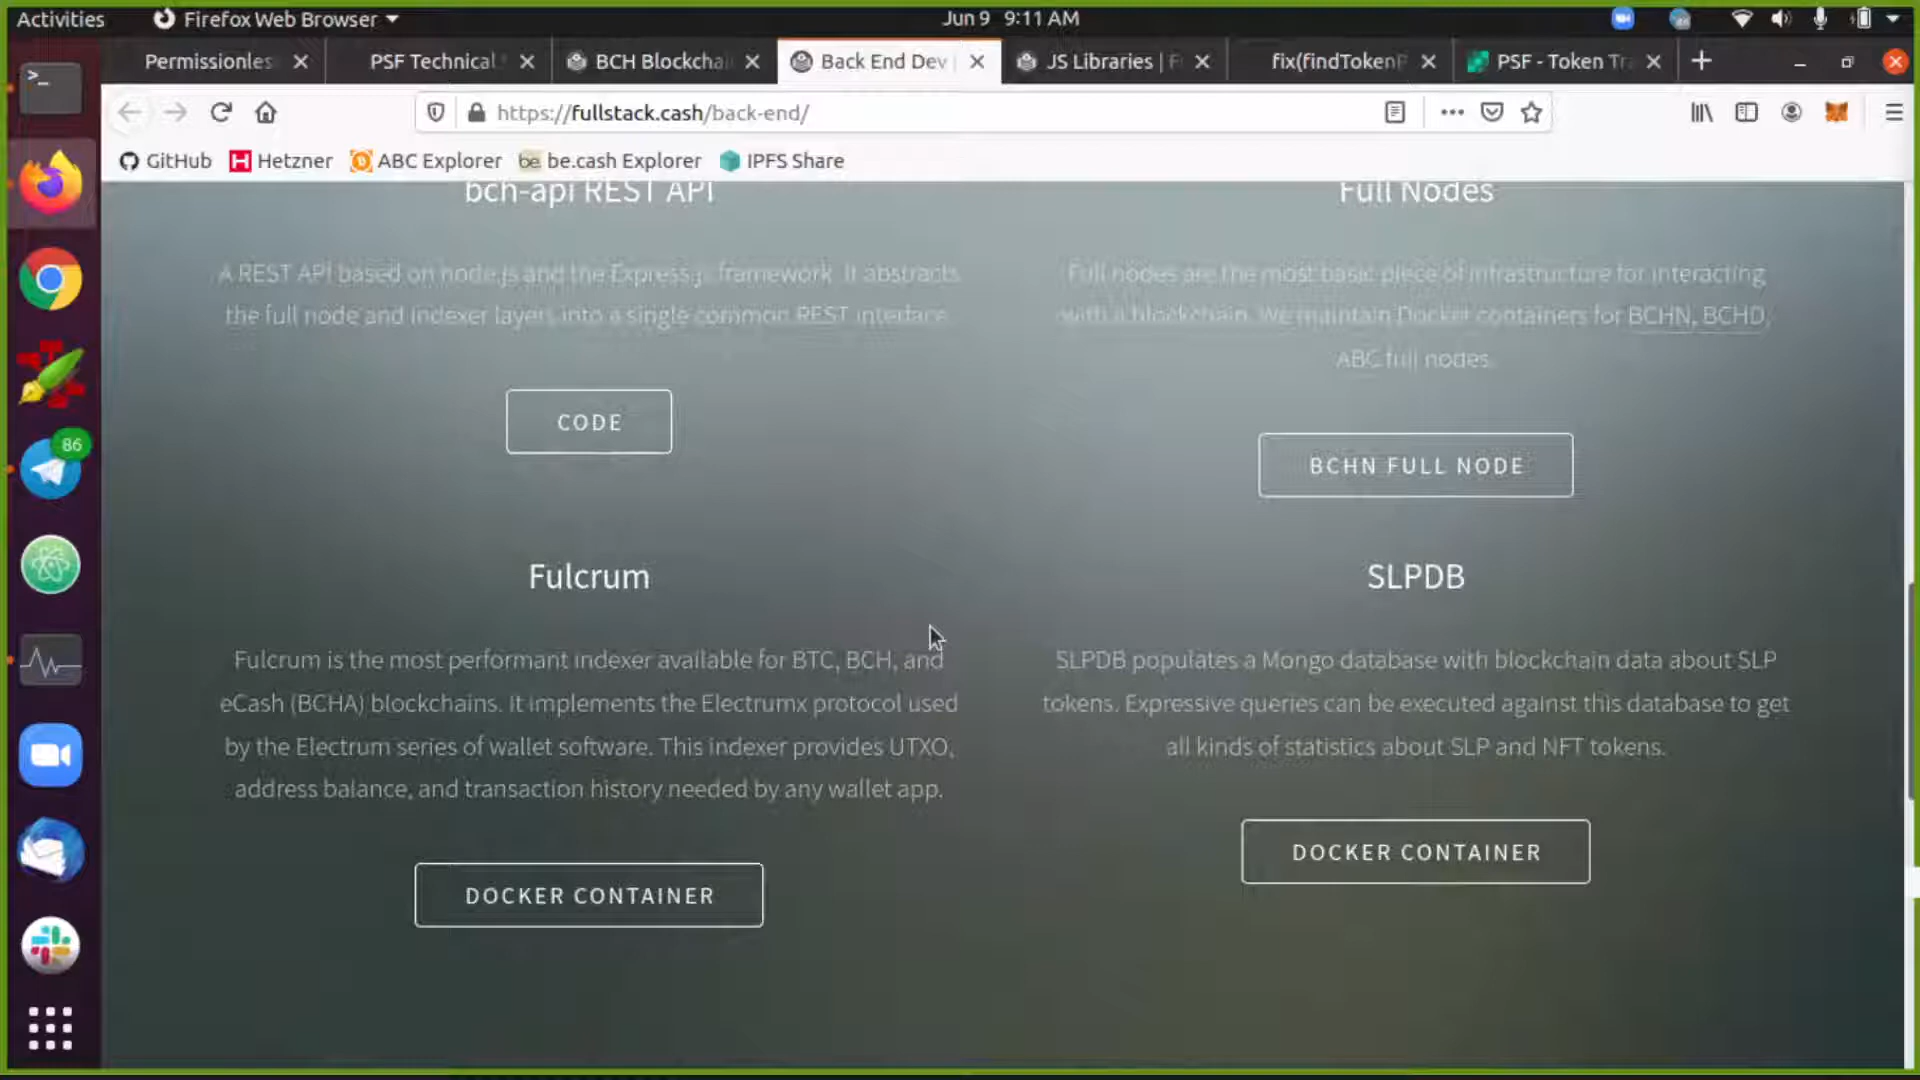 Activities
Firefox Web Browser
Jun 9 9:11 AM
Permissionles
PSF Technical
BCH Blockchai
Back End Dev
JS Libraries | F
fix(findTokenF
PSF - Token Tr
https://fullstack.cash/back-end/
GitHub
Hetzner
ABC Explorer
be.cash Explorer
IPFS Share
bch-api REST API
A REST API based on node.js and the Express.js framework. It abstracts
the full node and indexer layers into a single common REST interface.
CODE
Full Nodes
Full nodes are the most basic piece of infrastructure for interacting
with a blockchain. We maintain Docker containers for BCHN, BCHD,
ABC full nodes.
BCHN FULL NODE
Fulcrum
Fulcrum is the most performant indexer available for BTC, BCH, and
eCash (BCHA) blockchains. It implements the Electrumx protocol used
by the Electrum series of wallet software. This indexer provides UTXO,
address balance, and transaction history needed by any wallet app.
DOCKER CONTAINER
SLPDB
SLPDB populates a Mongo database with blockchain data about SLP
tokens. Expressive queries can be executed against this database to get
all kinds of statistics about SLP and NFT tokens.
DOCKER CONTAINER
86